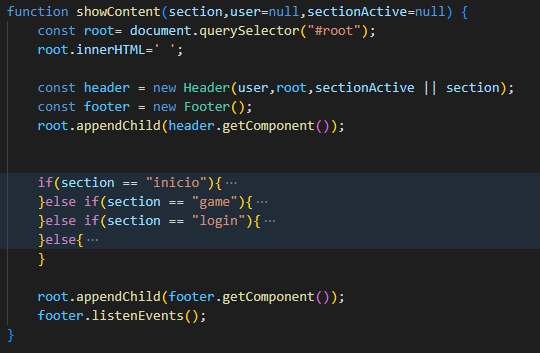 function showContent(section,user=null,sectionActive=null) {
    const root= document.querySelector("#root");
    root.innerHTML=' ';

    const header = new Header(user,root,sectionActive || section);
    const footer = new Footer();
    root.appendChild(header.getComponent());


    if(section == "inicio"){⋯
    }else if(section == "game"){⋯
    }else if(section == "login"){⋯
    }else{⋯
    }

    root.appendChild(footer.getComponent());
    footer.listenEvents();
}